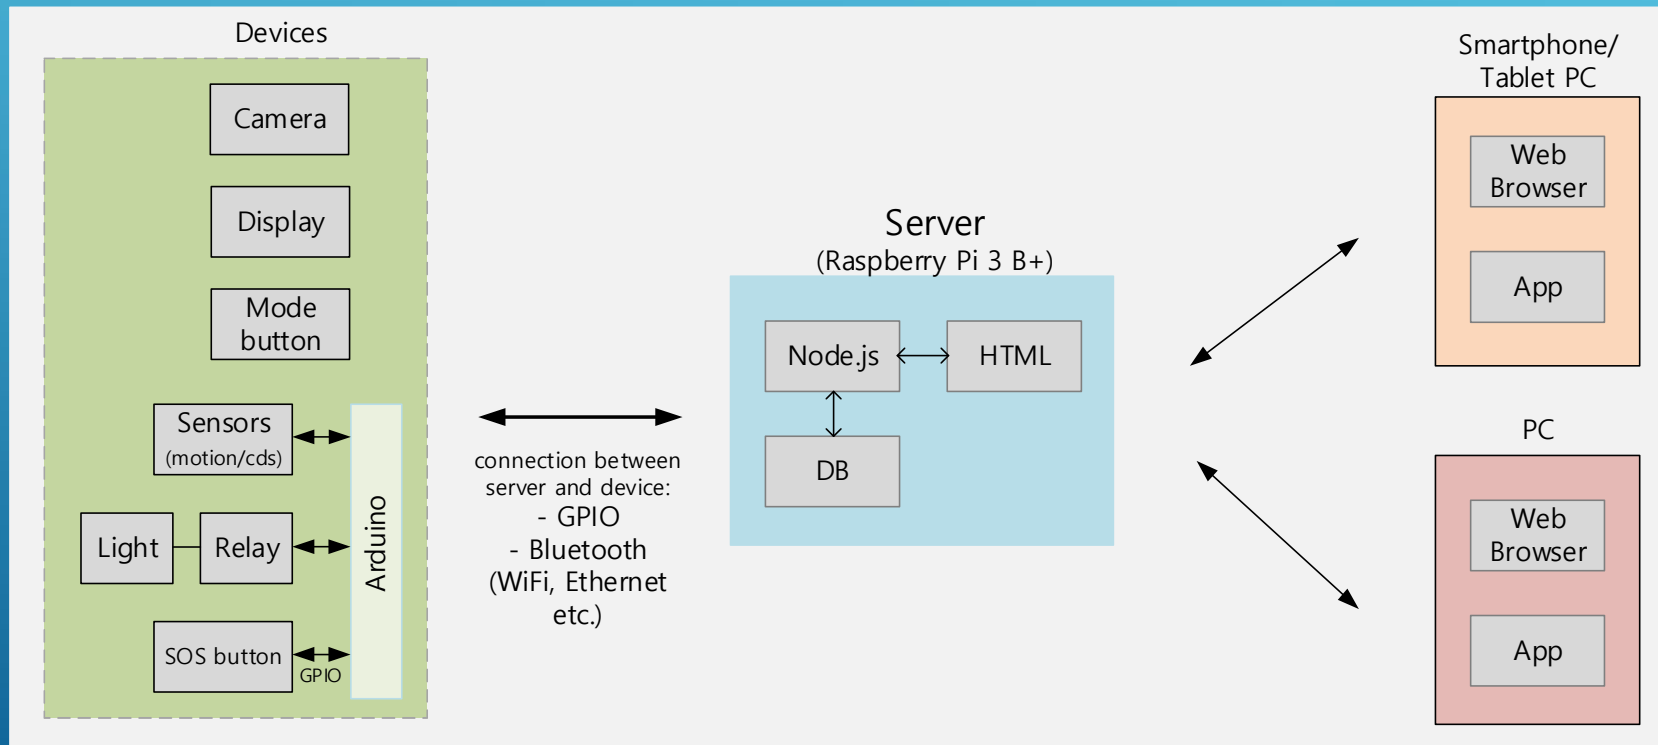 Devices
Camera
Display
Mode
button
Sensors
(motion/cds)
Light
Relay
SOS button
GPIO
Arduino
connection between
server and device:
- GPIO
- Bluetooth
(WiFi, Ethernet
etc.)
Server
(Raspberry Pi 3 B+)
Node.js
HTML
DB
Smartphone/
Tablet PC
Web
Browser
App
PC
Web
Browser
App